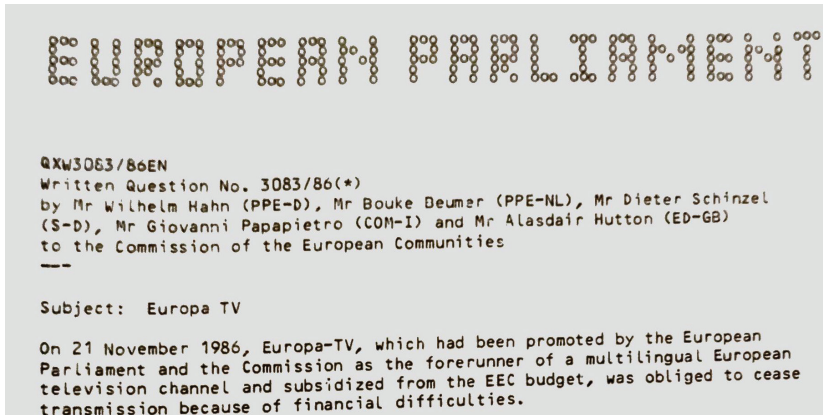 EUROPEAN PARLIAMENT
QXW3083/86EN
Written Question No. 3083/86(*)
by Mr Wilhelm Hahn (PPE-D), Mr Bouke Beumer (PPE-NL), Mr Dieter Schinzel
(S-D), Mr Giovanni Papapietro (COM-I) and Mr Alasdair Hutton (ED-GB)
to the Commission of the European Communities
---
Subject: Europa TV
On 21 November 1986, Europa-TV, which had been promoted by the European
Parliament and the Commission as the forerunner of a multilingual European
television channel and subsidized from the EEC budget, was obliged to cease
transmission because of financial difficulties.